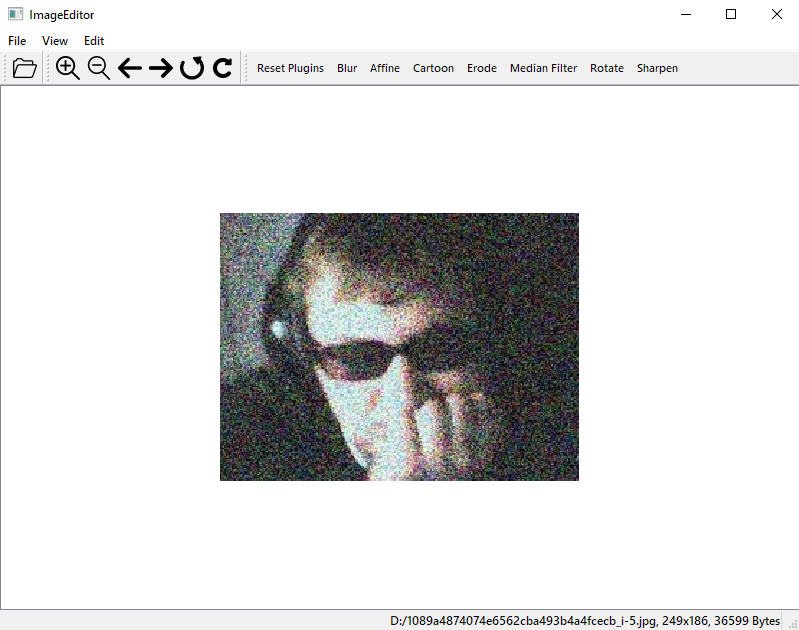 ImageEditor
File View Edit
Reset Plugins Blur Affine Cartoon Erode Median Filter Rotate Sharpen
D:/1089a4874074e6562cba493b4a4fcecb_i-5.jpg, 249x186, 36599 Bytes